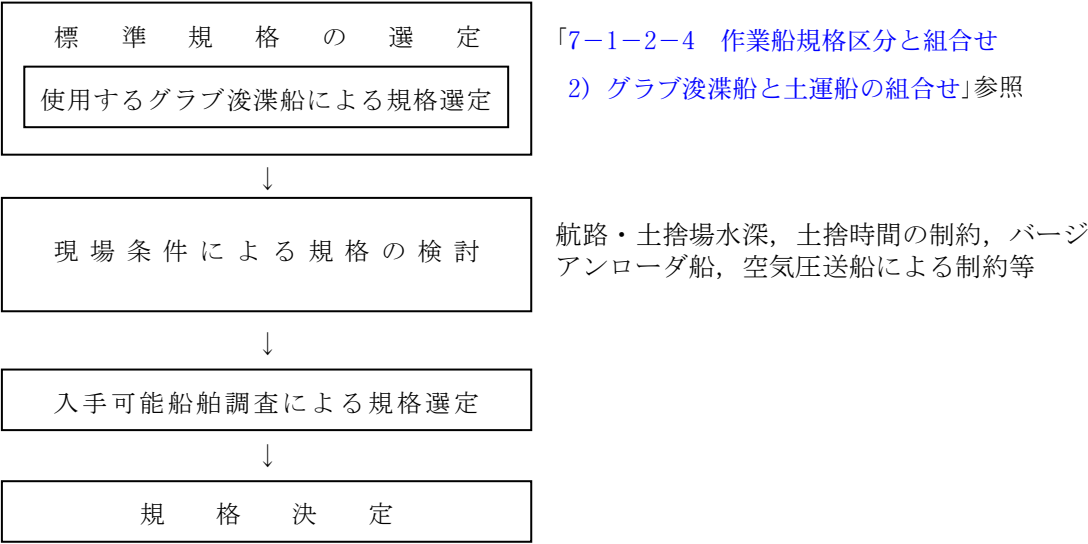 標準規格の選定
「7－1－2－4　作業船規格区分と組合せ
2) グラブ浚渫船と土運船の組合せ」参照
使用するグラブ浚渫船による規格選定
↓
現場条件による規格の検討
航路・土捨場水深，土捨時間の制約，バージ
アンローダ船，空気圧送船による制約等
↓
入手可能船舶調査による規格選定
↓
規格決定